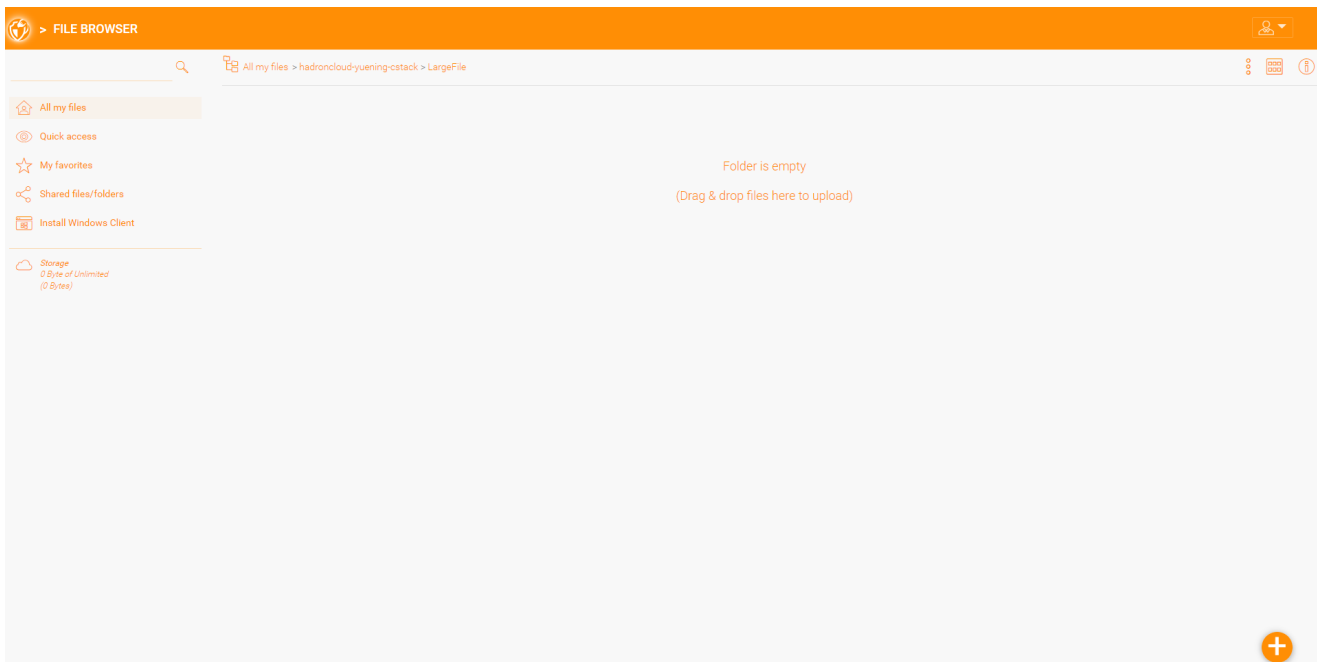 > FILE BROWSER
All my files > hadroncloud-yuening-cstack > LargeFile
All my files
Quick access
My favorites
Shared files/folders
Install Windows Client
Storage
0 Byte of Unlimited
(0 Bytes)
Folder is empty
(Drag & drop files here to upload)